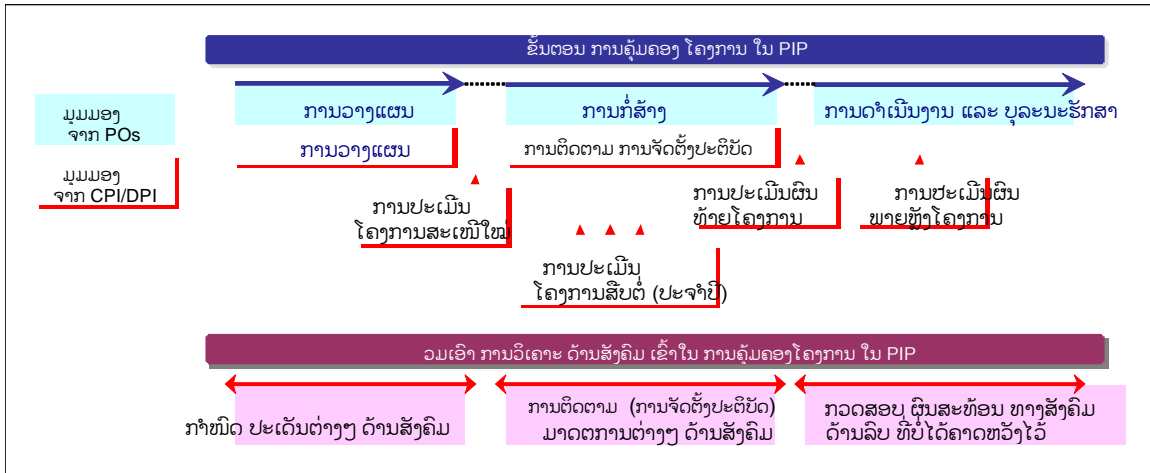 ຂັ້ນຕອນ ການຄຸ້ມຄອງ ໂຄງການ ໃນ PIP
ມຸມມອງ
ຈາກ POs
ການວາງແຜນ
ການກໍ່ສ້າງ
ການດຳເນີນງານ ແລະ ບຸລະນະຮັກສາ
ມຸມມອງ
ຈາກ CPI/DPI
ການວາງແຜນ
ການຕິດຕາມ ການຈັດຕັ້ງປະຕິບັດ
ການປະເມີນ
ໂຄງການສະເໜີໃໝ່
ການປະເມີນຜົນ
ທ້າຍໂຄງການ
ການປະເມີນຜົນ
ພາຍຫຼັງໂຄງການ
ການປະເມີນ
ໂຄງການສືບຕໍ່ (ປະຈຳປີ)
ວມເອົາ ການວິເຄາະ ດ້ານສັງຄົມ ເຂົ້າໃນ ການຄຸ້ມຄອງໂຄງການ ໃນ PIP
ກຳໜົດ ປະເດັນຕ່າງໆ ດ້ານສັງຄົມ
ການຕິດຕາມ (ການຈັດຕັ້ງປະຕິບັດ)
ມາດຕການຕ່າງໆ ດ້ານສັງຄົມ
ກວດສອບ ຜົນສະທ້ອນ ທາງສັງຄົມ
ດ້ານລົບ ທີ່ບໍ່ໄດ້ຄາດຫວັງໄວ້